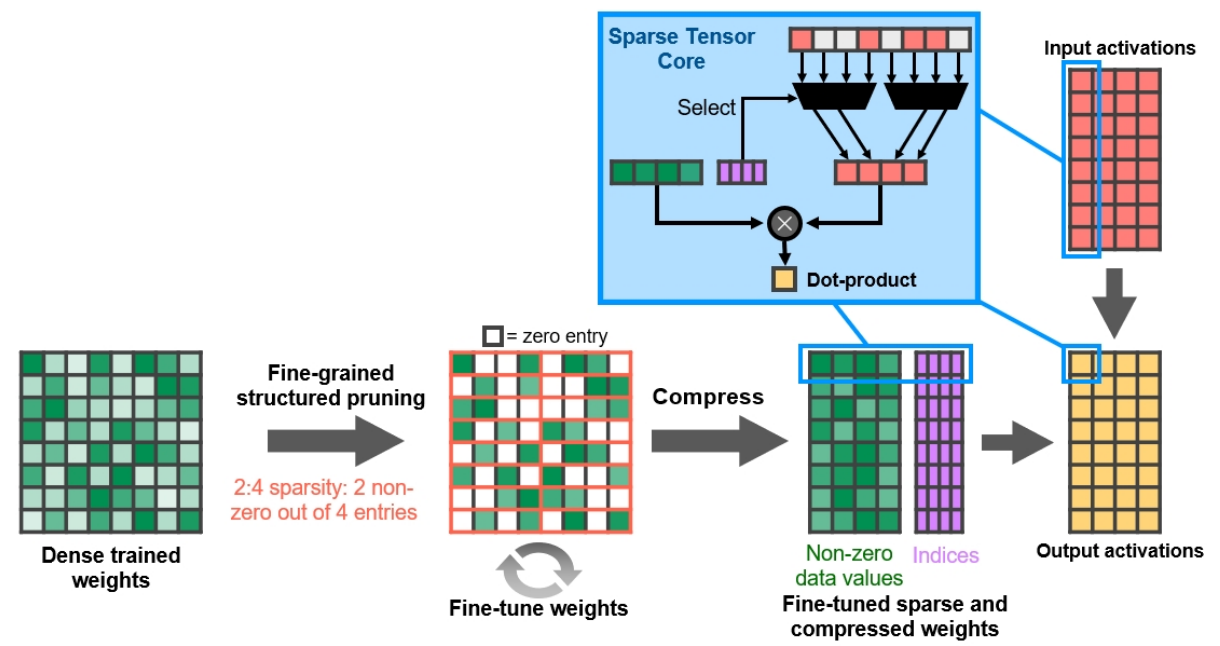 Sparse Tensor
Core
Select
Dot-product
Input activations
= zero entry
Fine-grained
structured pruning
2:4 sparsity: 2 non-
zero out of 4 entries
Compress
Dense trained
weights
Fine-tune weights
Non-zero
data values
Indices
Fine-tuned sparse and
compressed weights
Output activations